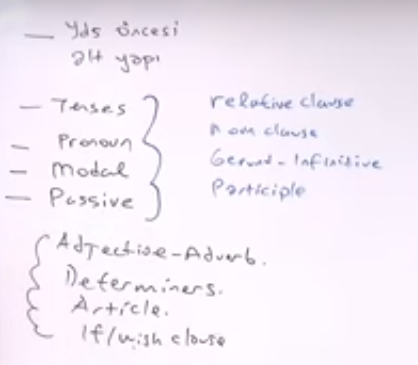 — Yds öncesi
alt yapı
— Tenses
— Pronoun
— Modal
— Passive
relative clause
noun clause
Gerund-Infinitive
Participle
Adjective-Adverb.
Determiners.
Article.
If/wish clause